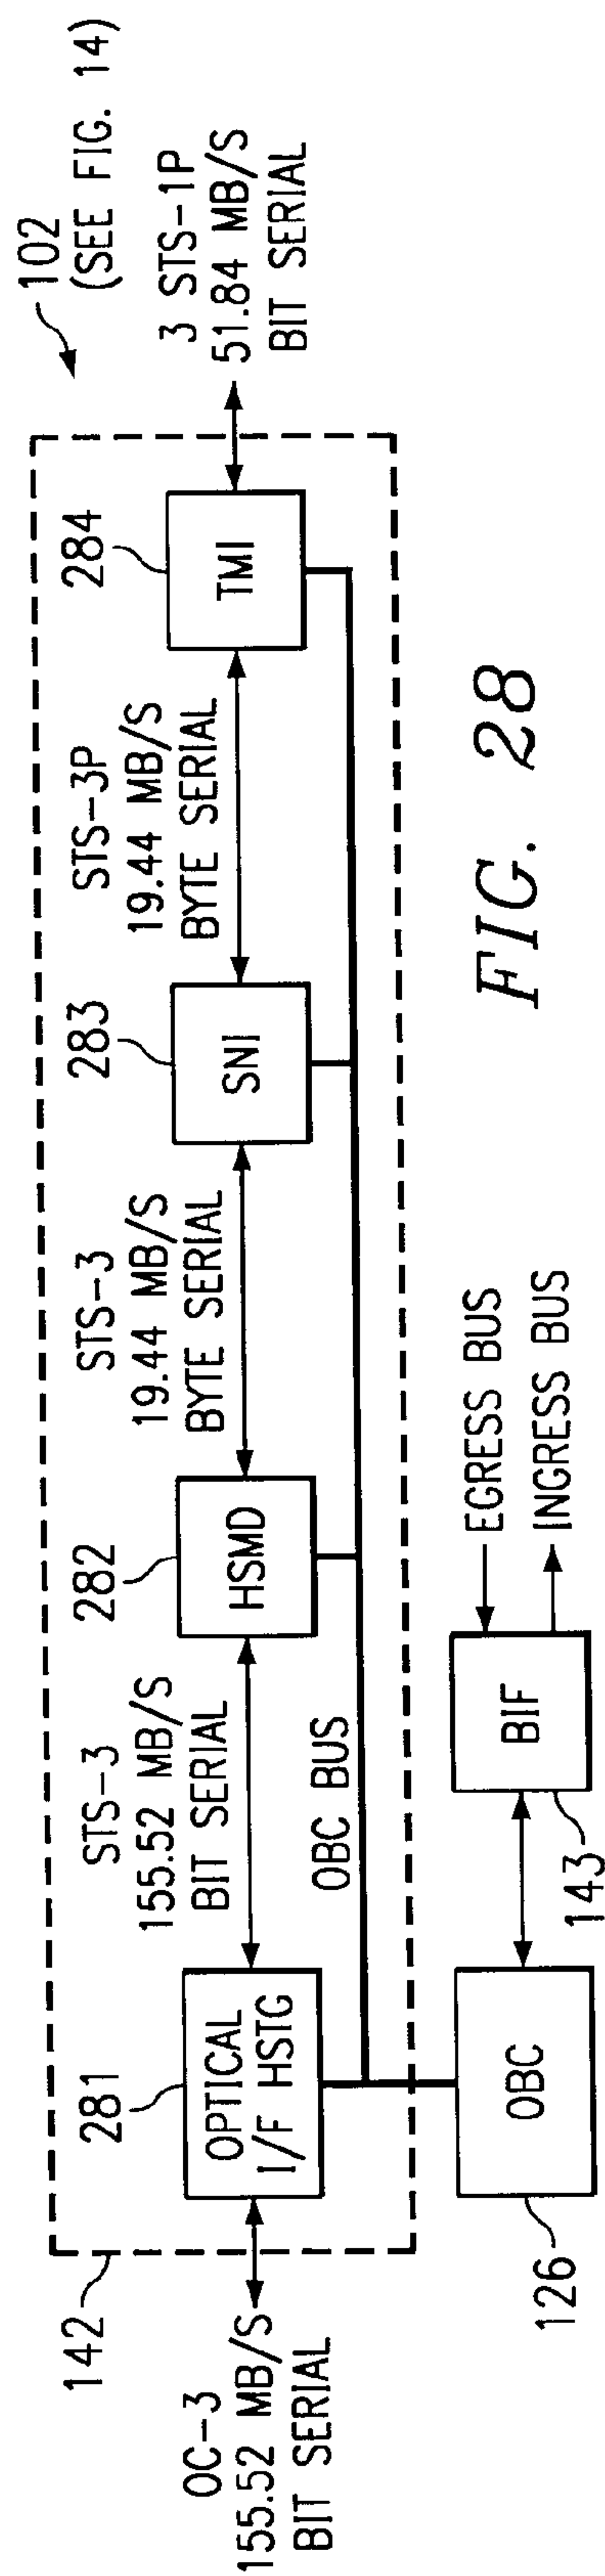 102
(SEE FIG. 14)
142
OC-3
155.52 MB/S
BIT SERIAL
281
OPTICAL
I/F HSTG
STS-3
155.52 MB/S
BIT SERIAL
282
HSMD
STS-3
19.44 MB/S
BYTE SERIAL
283
SNI
STS-3P
19.44 MB/S
BYTE SERIAL
284
TMI
3 STS-1P
51.84 MB/S
BIT SERIAL
OBC BUS
126
OBC
143
BIF
EGRESS BUS
INGRESS BUS
FIG. 28